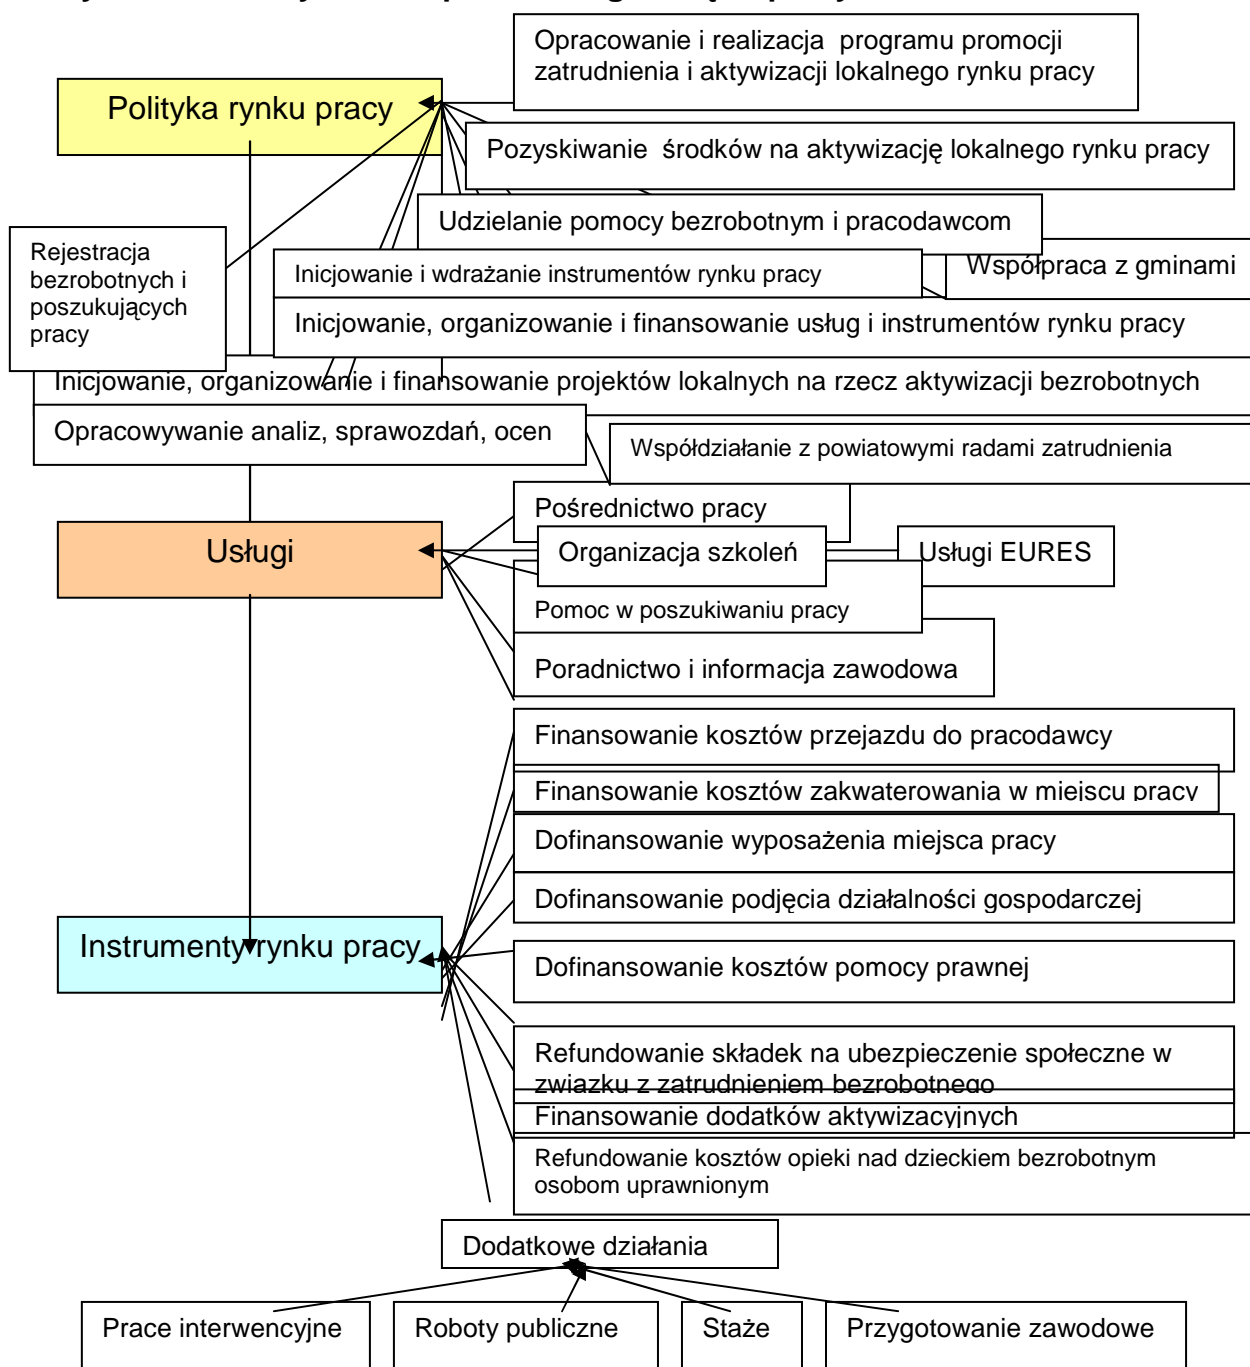 Opracowanie i realizacja programu promocji
zatrudnienia i aktywizacji lokalnego rynku pracy
Polityka rynku pracy
Pozyskiwanie środków na aktywizację lokalnego rynku pracy
Udzielanie pomocy bezrobotnym i pracodawcom
Rejestracja
bezrobotnych i
poszukujących
pracy
Inicjowanie i wdrażanie instrumentów rynku pracy
Współpraca z gminami
Inicjowanie, organizowanie i finansowanie usług i instrumentów rynku pracy
Inicjowanie, organizowanie i finansowanie projektów lokalnych na rzecz aktywizacji bezrobotnych
Opracowywanie analiz, sprawozdań, ocen
Współdziałanie z powiatowymi radami zatrudnienia
Pośrednictwo pracy
Usługi
Organizacja szkoleń
Usługi EURES
Pomoc w poszukiwaniu pracy
Poradnictwo i informacja zawodowa
Finansowanie kosztów przejazdu do pracodawcy
Finansowanie kosztów zakwaterowania w miejscu pracy
Dofinansowanie wyposażenia miejsca pracy
Dofinansowanie podjęcia działalności gospodarczej
Instrumenty rynku pracy
Dofinansowanie kosztów pomocy prawnej
Refundowanie składek na ubezpieczenie społeczne w
związku z zatrudnieniem bezrobotnego
Finansowanie dodatków aktywizacyjnych
Refundowanie kosztów opieki nad dzieckiem bezrobotnym
osobom uprawnionym
Dodatkowe działania
Prace interwencyjne
Roboty publiczne
Staże
Przygotowanie zawodowe